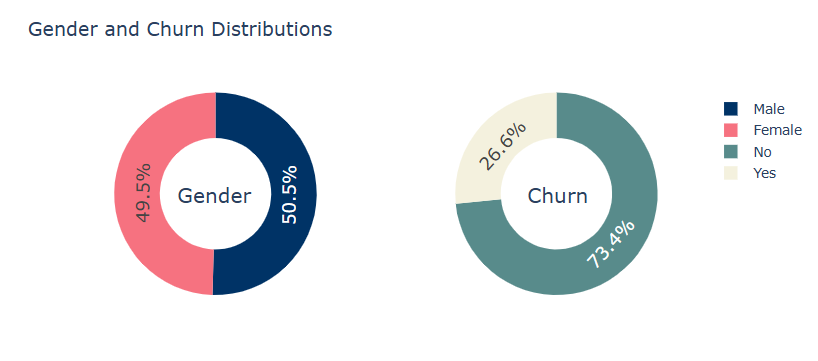 Gender and Churn Distributions
49.5%
Gender
50.5%
26.6%
Churn
73.4%
Male
Female
No
Yes